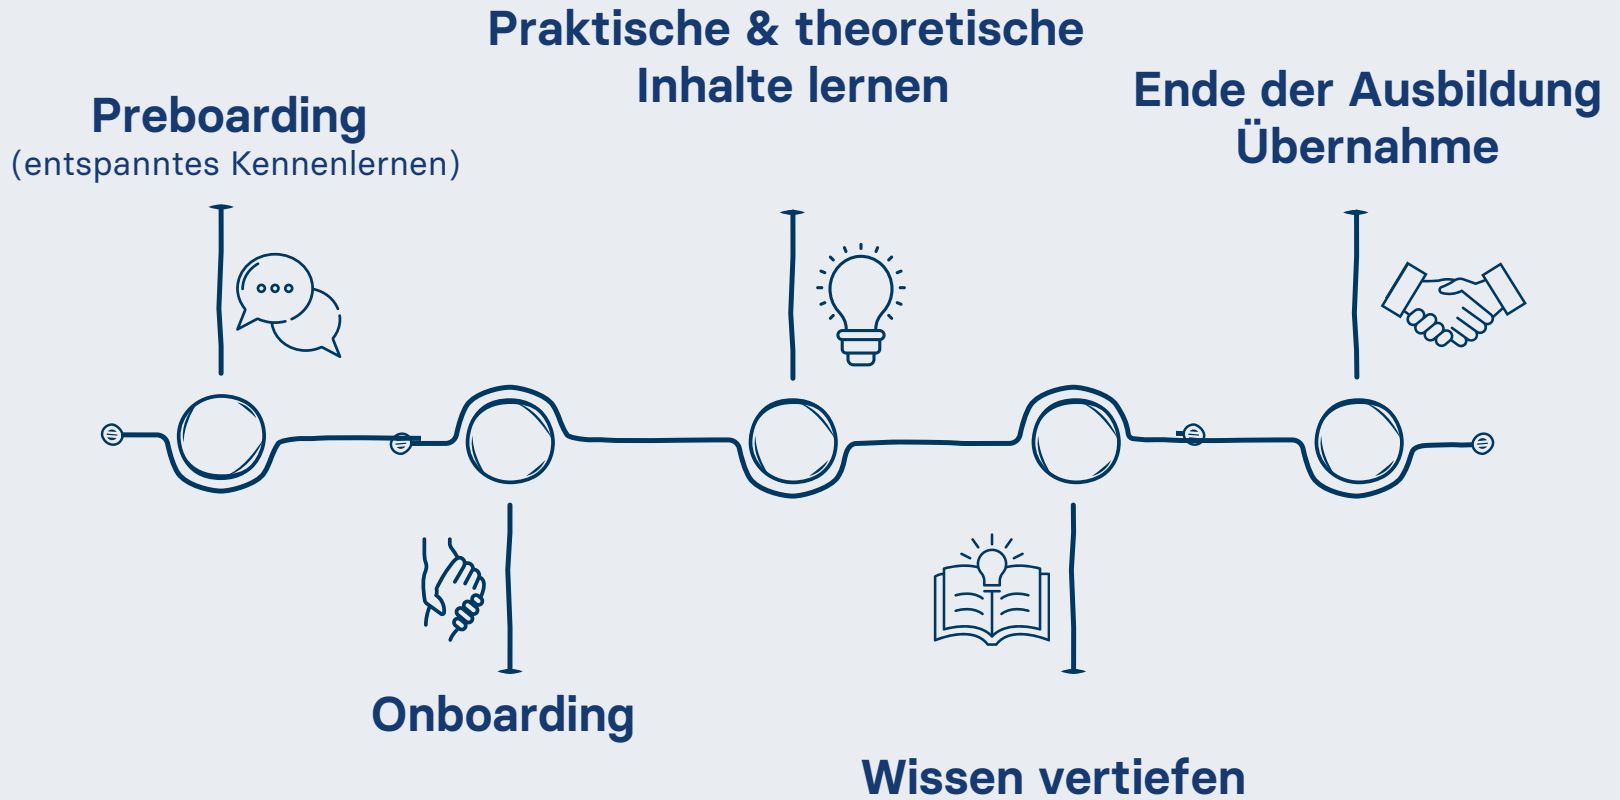 Praktische & theoretische
Inhalte lernen
Ende der Ausbildung
Übernahme
Preboarding
(entspanntes Kennenlernen)
Onboarding
Wissen vertiefen